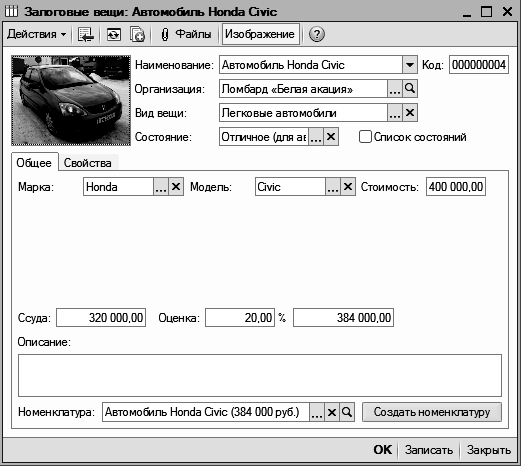 Залоговые вещи: Автомобиль Honda Civic
Действия Файлы Изображение ?
Наименование: Автомобиль Honda Civic Код: 000000004
Организация: Ломбард «Белая акация» ...
Вид вещи: Легковые автомобили ...
Состояние: Отличное (для ав ... Список состояний
Общее Свойства
Марка: Honda ... Модель: Civic ... Стоимость: 400 000,00
Ссуда: 320 000,00 Оценка: 20,00 % 384 000,00
Описание:
Номенклатура: Автомобиль Honda Civic (384 000 руб.) ... Создать номенклатуру
OK Записать Закрыть